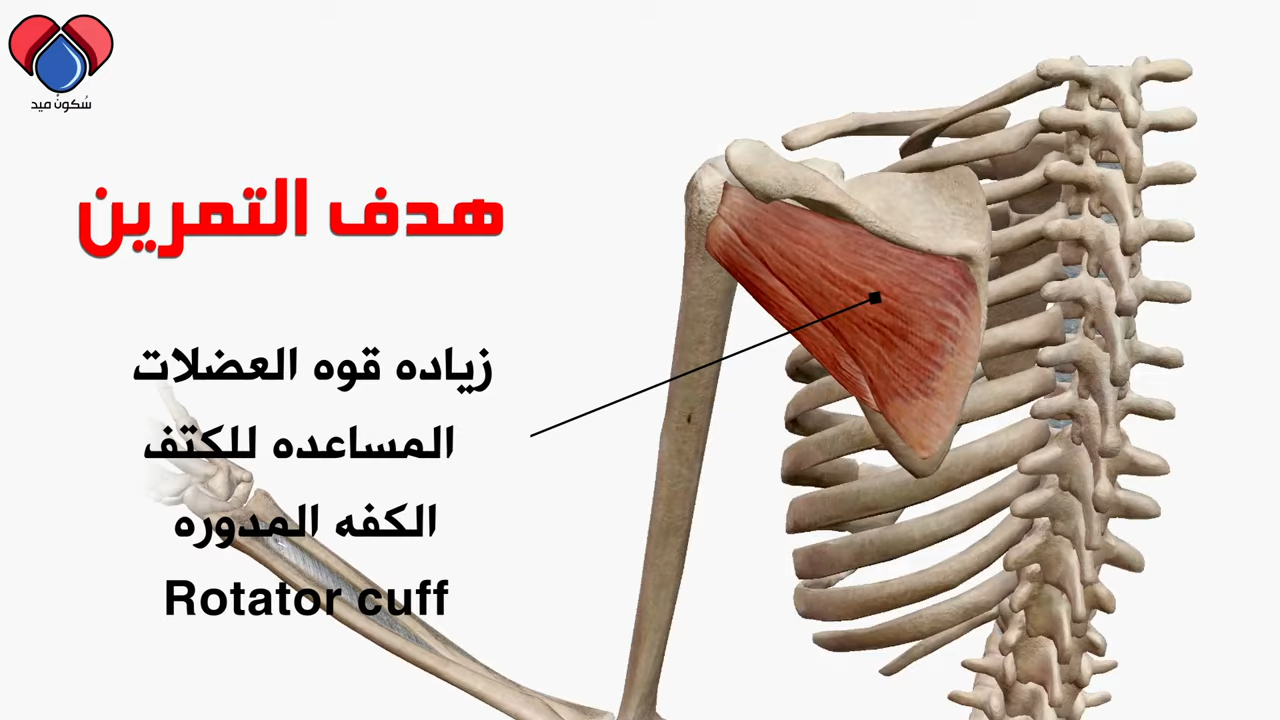 سُكونْ ميد
هدف التمرين
زياده قوه العضلات
المساعده للكتف
الكفه المدوره
Rotator cuff